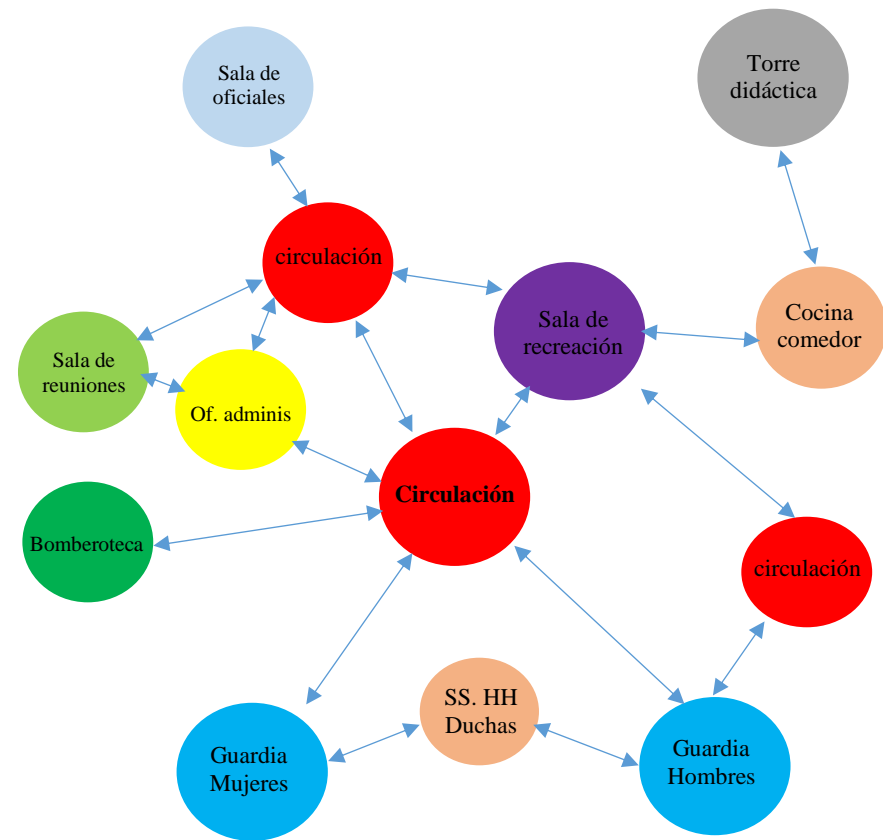 Sala de
oficiales
Torre
didáctica
circulación
Sala de
recreación
Cocina
comedor
Sala de
reuniones
Of. adminis
Circulación
Bomberoteca
circulación
SS. HH
Duchas
Guardia
Mujeres
Guardia
Hombres